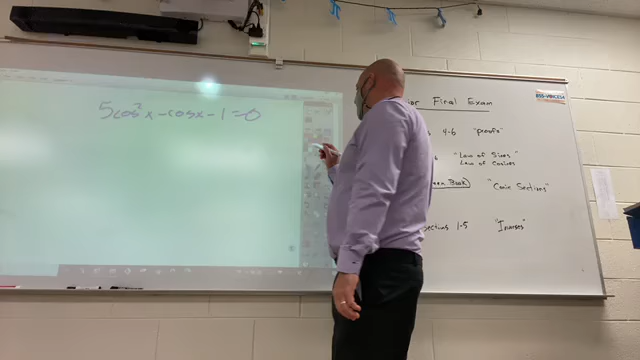 5cos²x - cosx - 1 = 0
Final Exam
4-6 "proofs"
"Law of Sines"
Law of Cosines
Book) "Conic Sections"
1-5 "Inverses"